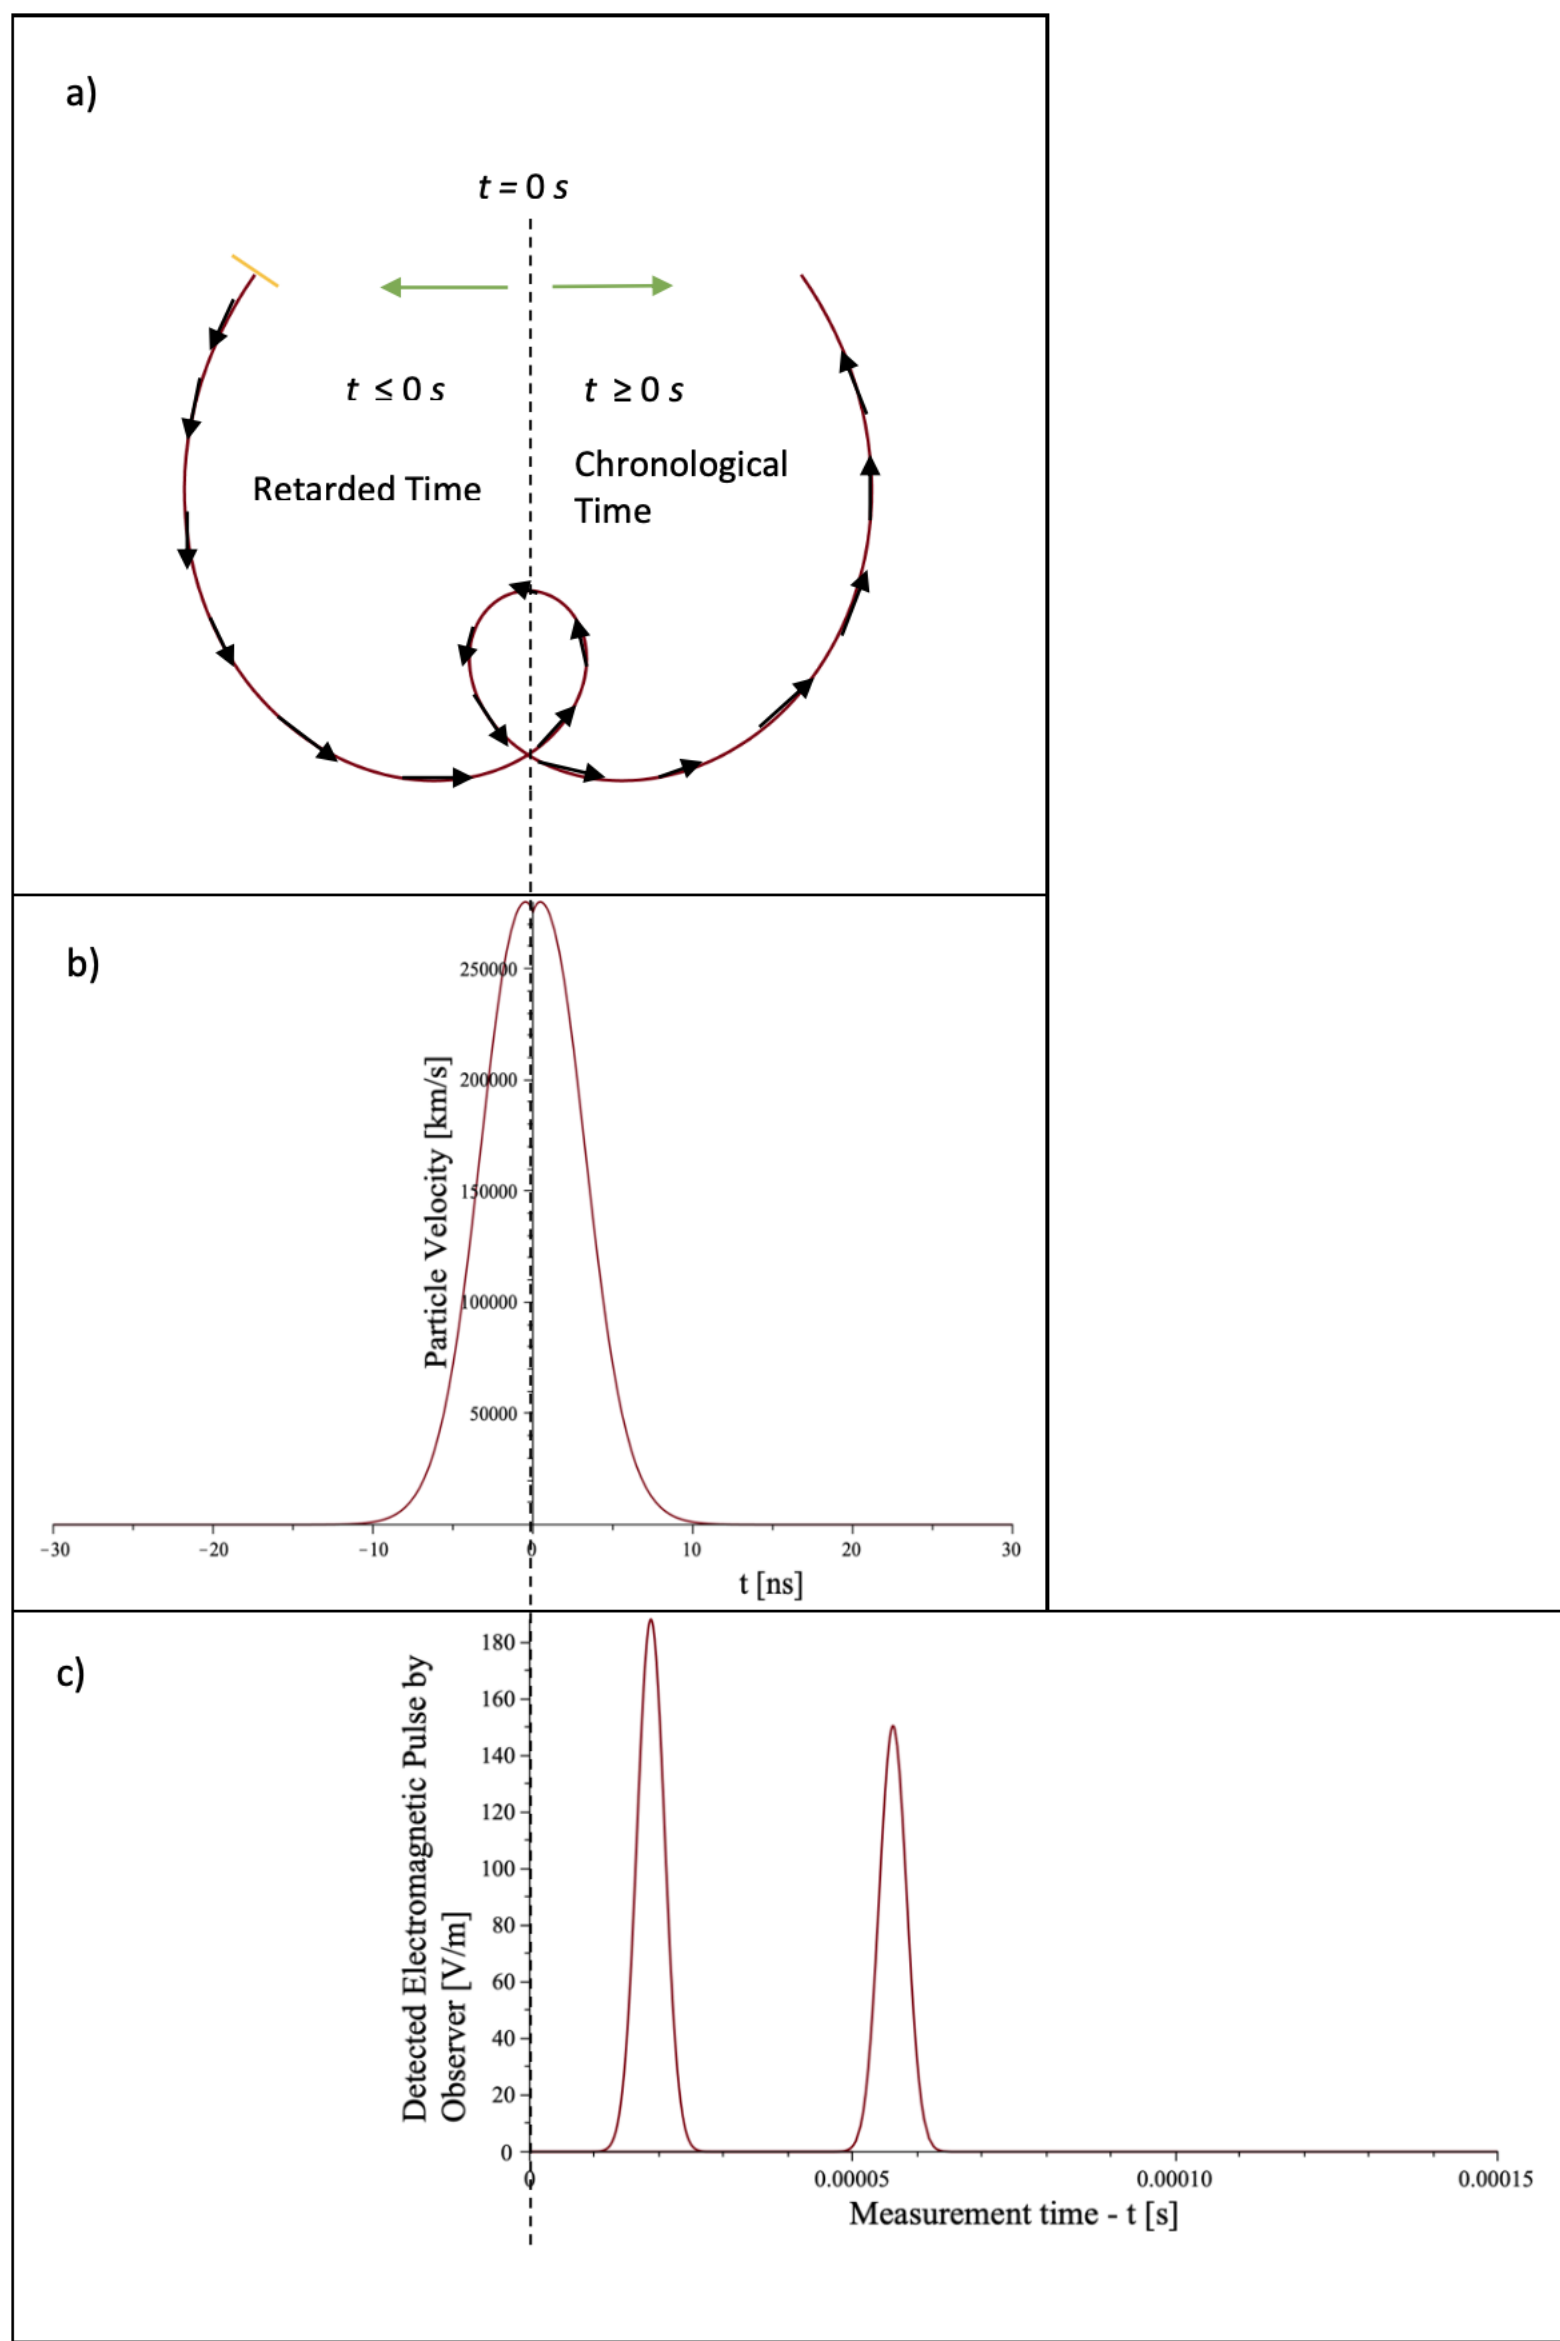 a)
t = 0 s
t ≤ 0 s
t ≥ 0 s
Retarded Time
Chronological
Time
b)
Particle Velocity [km/s]
250000
200000
150000
100000
50000
−30
−20
−10
0
10
20
30
t [ns]
c)
Detected Electromagnetic Pulse by
Observer [V/m]
180
160
140
120
100
80
60
40
20
0
0
0.00005
0.00010
0.00015
Measurement time - t [s]